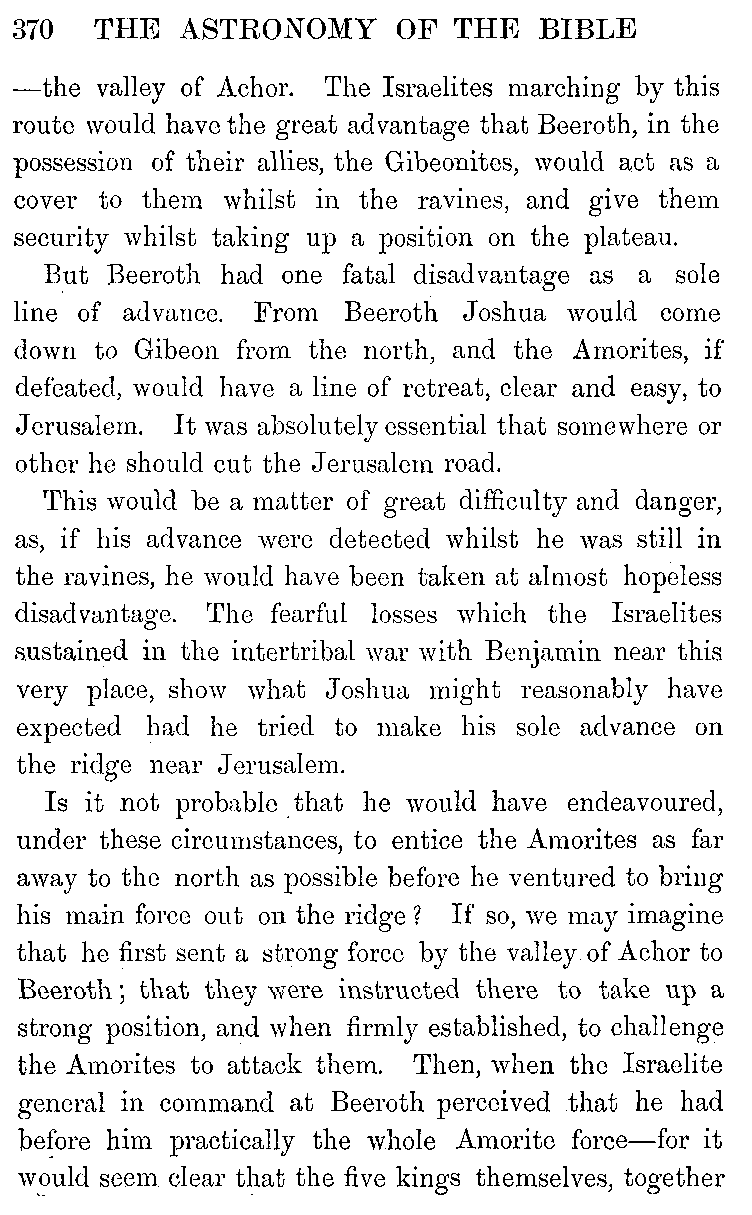 370 THE ASTRONOMY OF THE BIBLE
—the valley of Achor. The Israelites marching by this
route would have the great advantage that Beeroth, in the
possession of their allies, the Gibeonites, would act as a
cover to them whilst in the ravines, and give them
security whilst taking up a position on the plateau.
But Beeroth had one fatal disadvantage as a sole
line of advance. From Beeroth Joshua would come
down to Gibeon from the north, and the Amorites, if
defeated, would have a line of retreat, clear and easy, to
Jerusalem. It was absolutely essential that somewhere or
other he should cut the Jerusalem road.
This would be a matter of great difficulty and danger,
as, if his advance were detected whilst he was still in
the ravines, he would have been taken at almost hopeless
disadvantage. The fearful losses which the Israelites
sustained in the intertribal war with Benjamin near this
very place, show what Joshua might reasonably have
expected had he tried to make his sole advance on
the ridge near Jerusalem.
Is it not probable that he would have endeavoured,
under these circumstances, to entice the Amorites as far
away to the north as possible before he ventured to bring
his main force out on the ridge? If so, we may imagine
that he first sent a strong force by the valley of Achor to
Beeroth; that they were instructed there to take up a
strong position, and when firmly established, to challenge
the Amorites to attack them. Then, when the Israelite
general in command at Beeroth perceived that he had
before him practically the whole Amorite force—for it
would seem clear that the five kings themselves, together